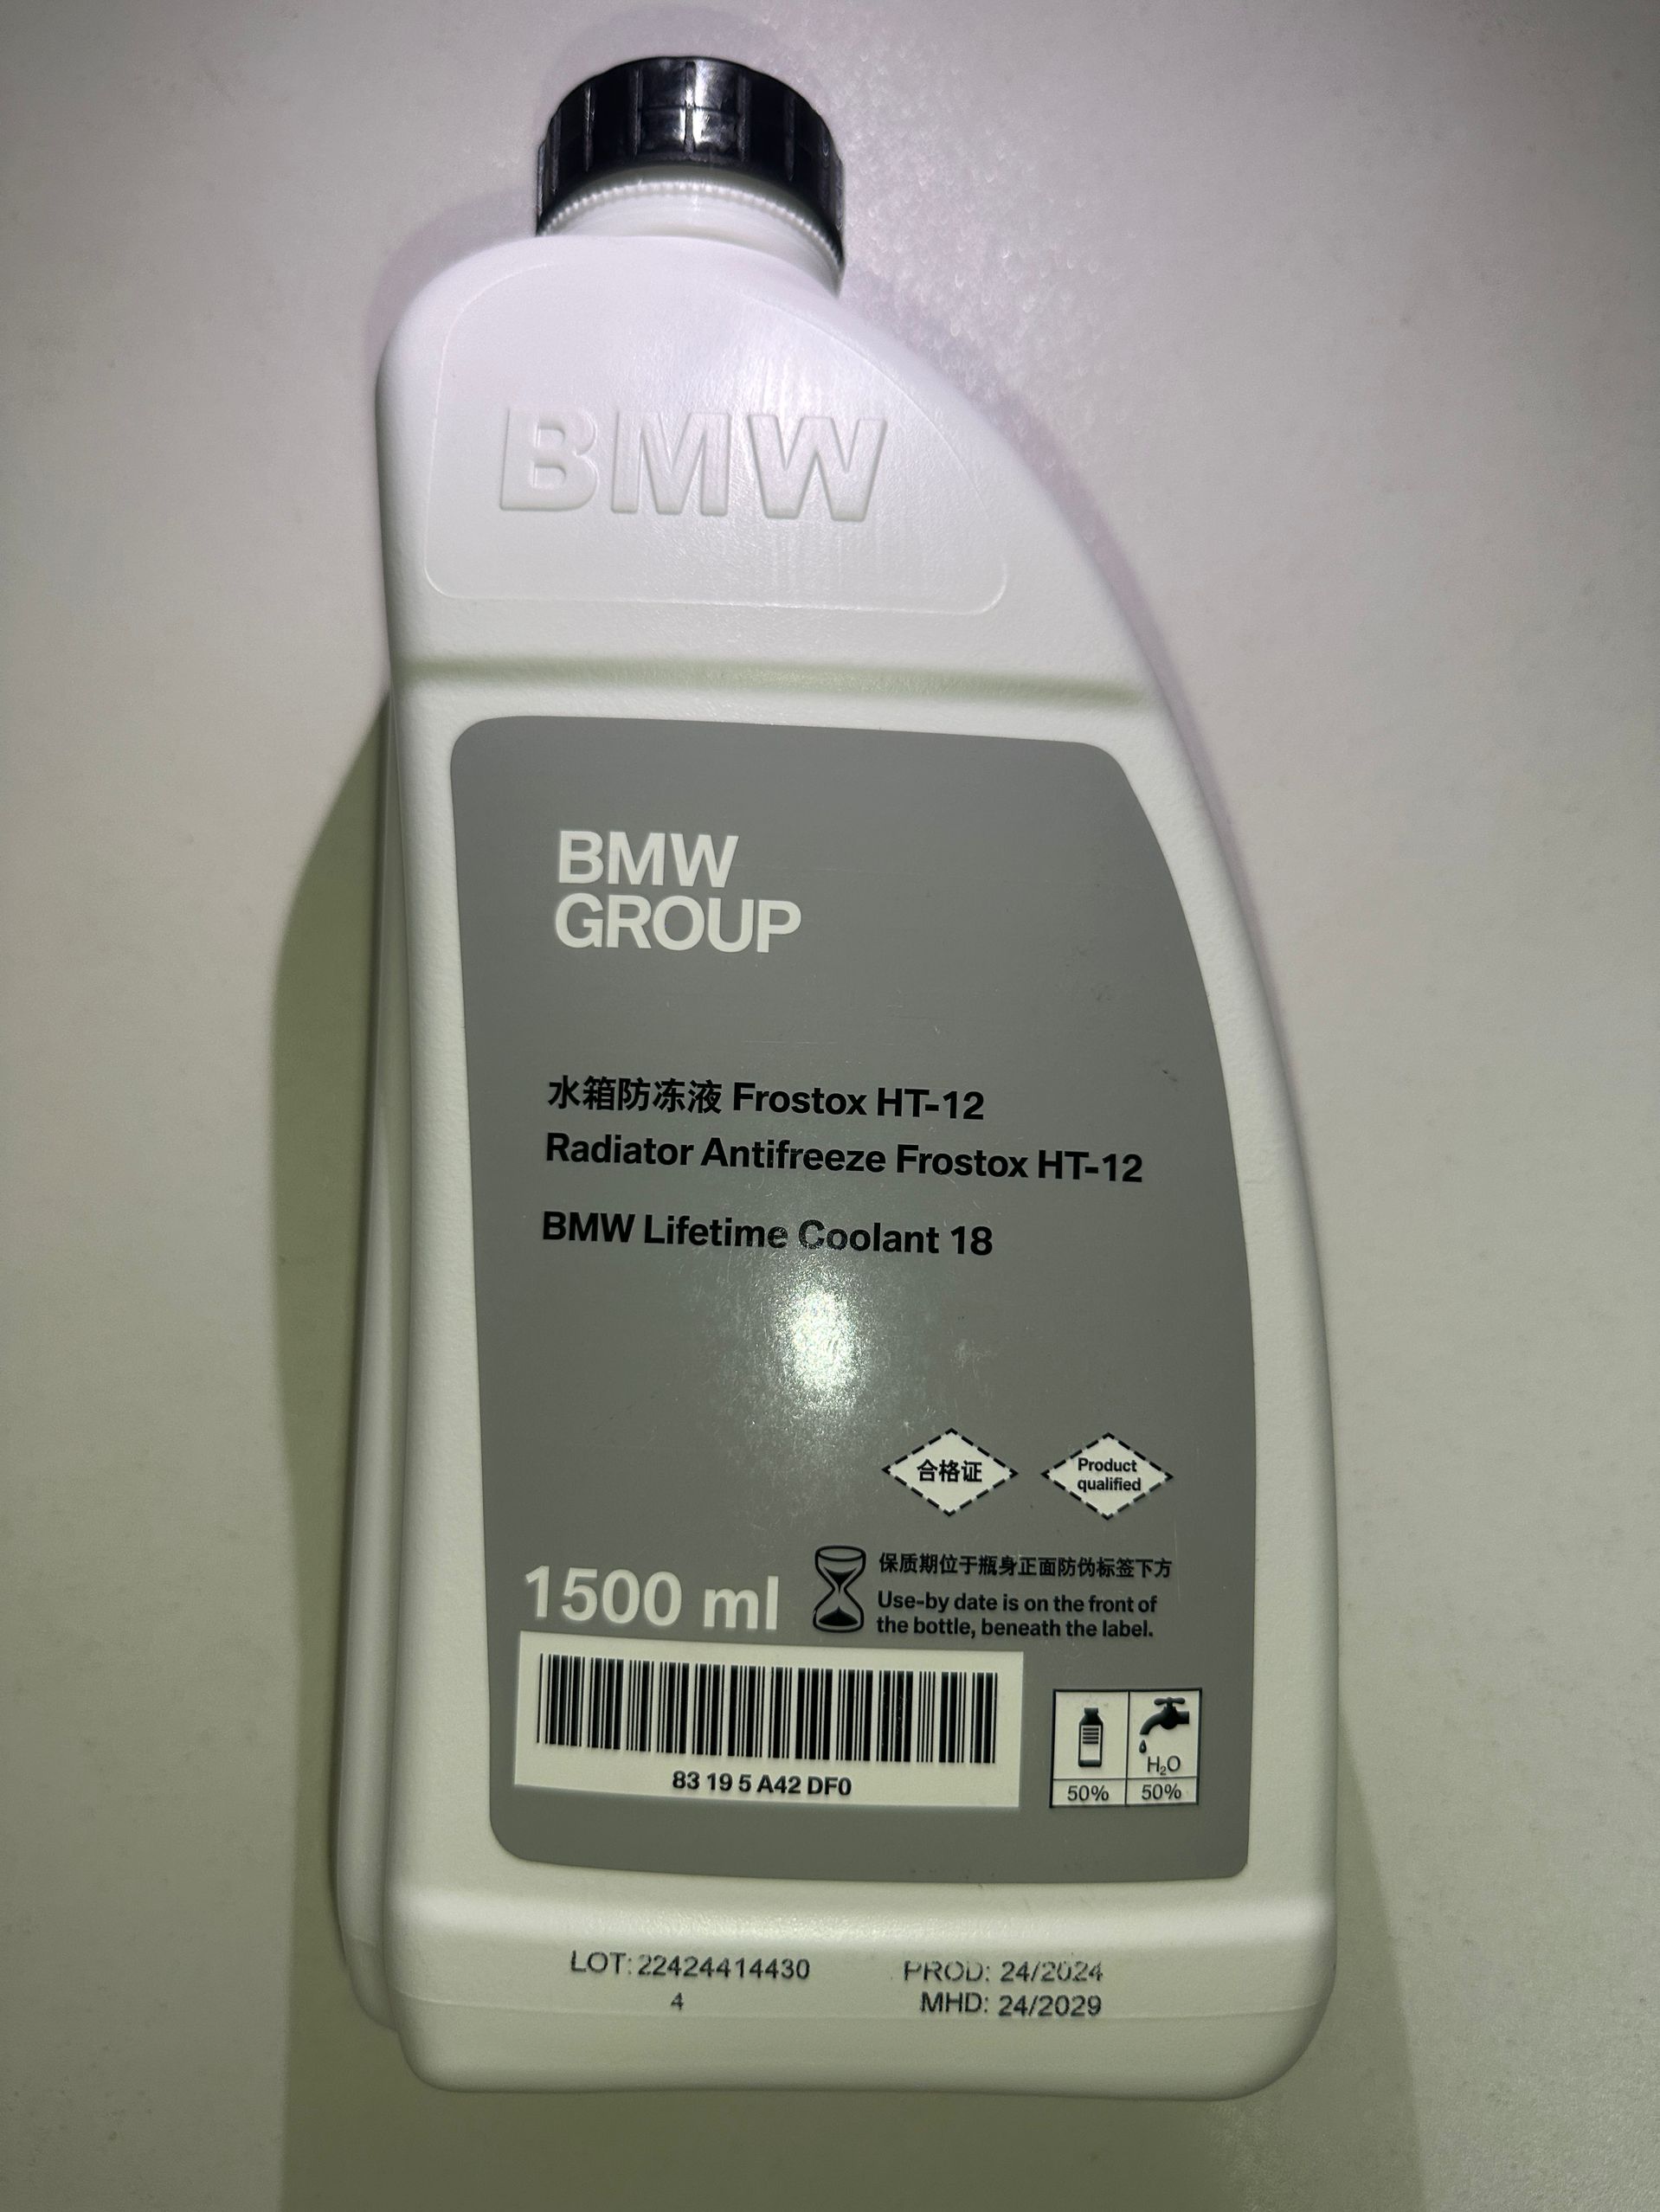 BMW
BMW
GROUP
水箱防冻液 Frostox HT-12
Radiator Antifreeze Frostox HT-12
BMW Lifetime Coolant 18
合格证
Product
qualified
1500 ml
保质期位于瓶身正面防伪标签下方
Use-by date is on the front of
the bottle, beneath the label.
83 19 5 A42 DF0
H₂O
50% 50%
LOT: 22424414430
4
PROD: 24/2024
MHD: 24/2029